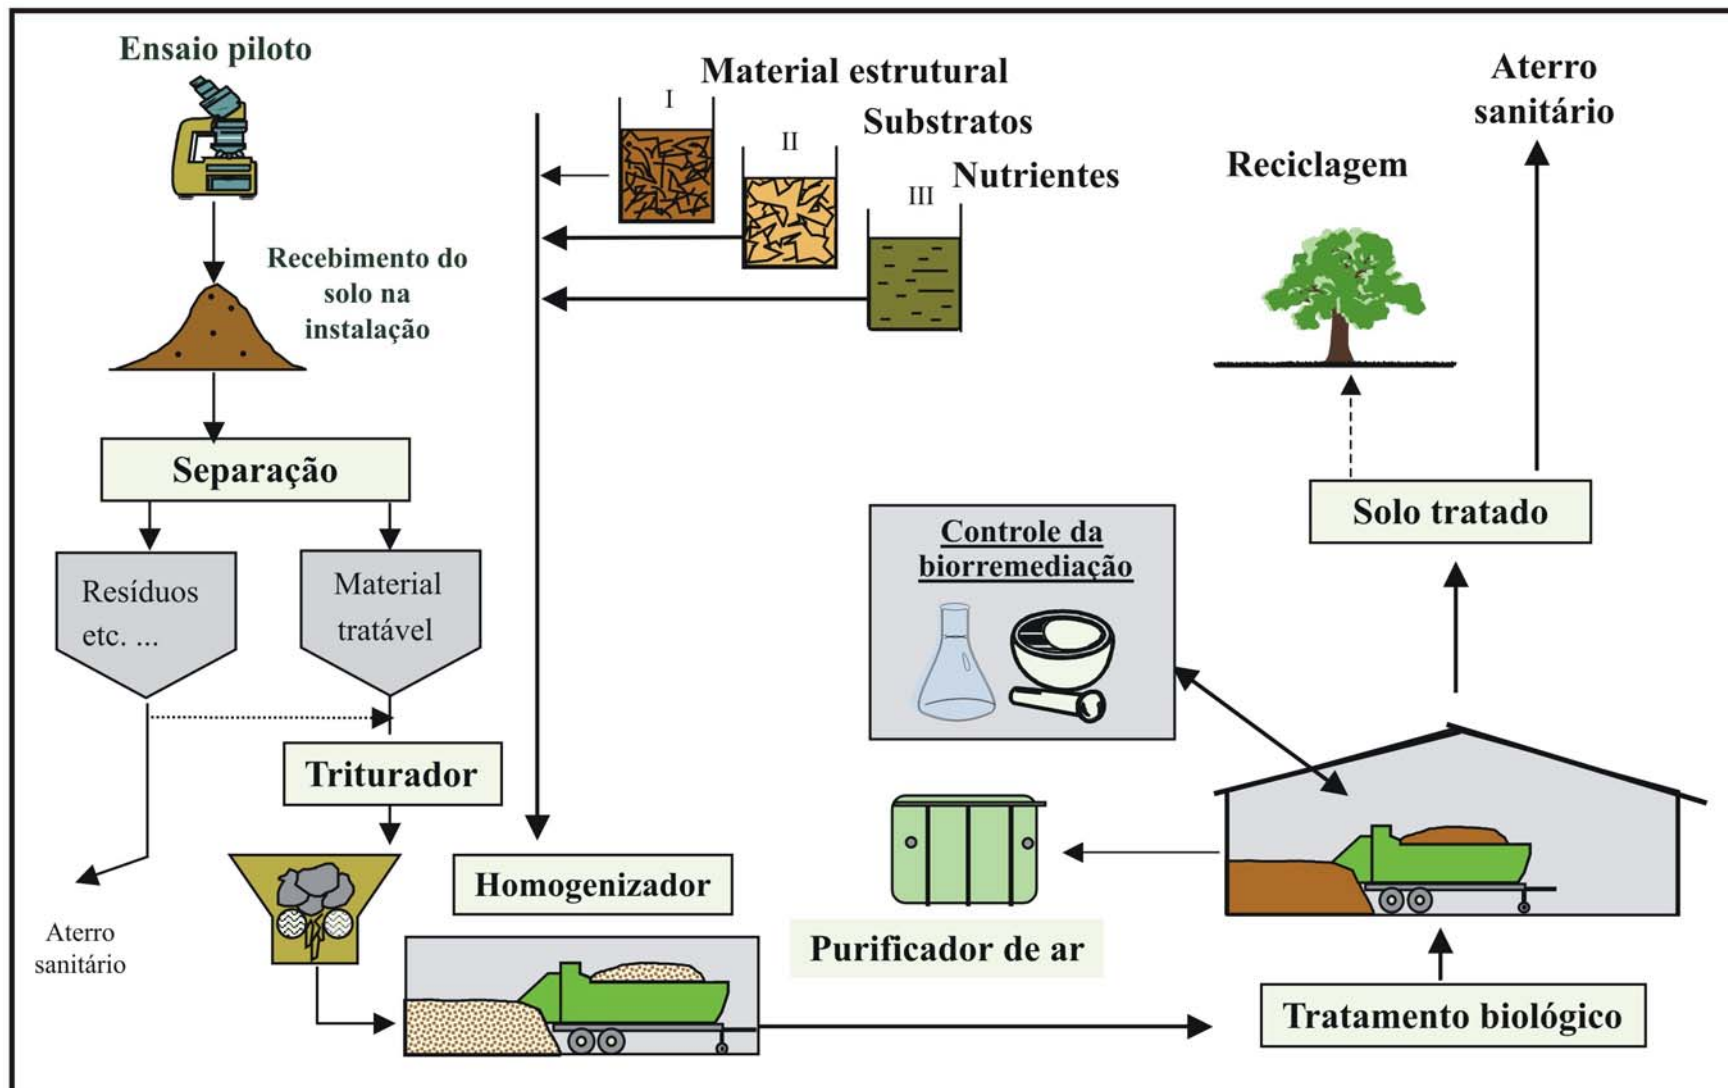 Ensaio piloto
Recebimento do
solo na
instalação
Separação
Resíduos
etc. ...
Material
tratável
Triturador
Aterro
sanitário
Material estrutural
I
Substratos
II
Nutrientes
III
Homogenizador
Controle da
biorremediação
Purificador de ar
Tratamento biológico
Solo tratado
Reciclagem
Aterro
sanitário